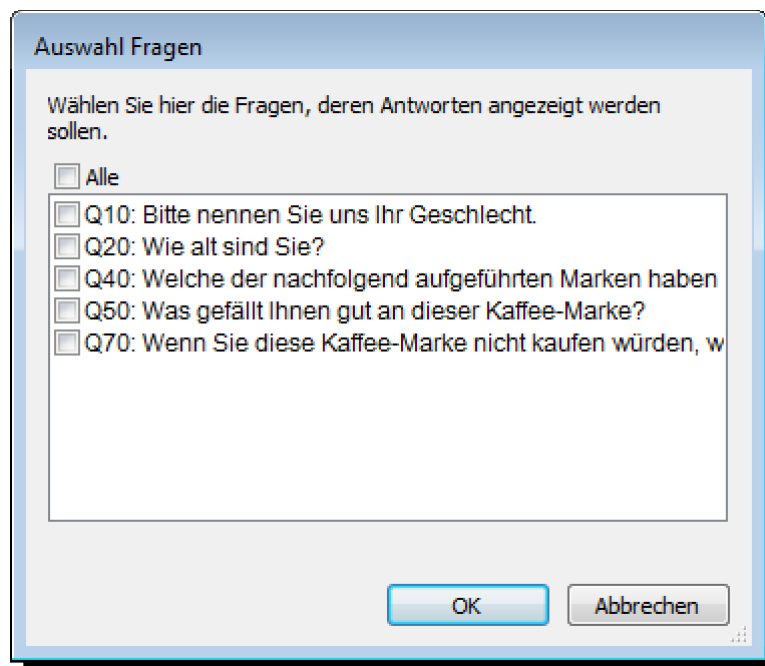 Auswahl Fragen
Wählen Sie hier die Fragen, deren Antworten angezeigt werden
sollen.
Alle
Q10: Bitte nennen Sie uns Ihr Geschlecht.
Q20: Wie alt sind Sie?
Q40: Welche der nachfolgend aufgeführten Marken haben
Q50: Was gefällt Ihnen gut an dieser Kaffee-Marke?
Q70: Wenn Sie diese Kaffee-Marke nicht kaufen würden, w
OK
Abbrechen